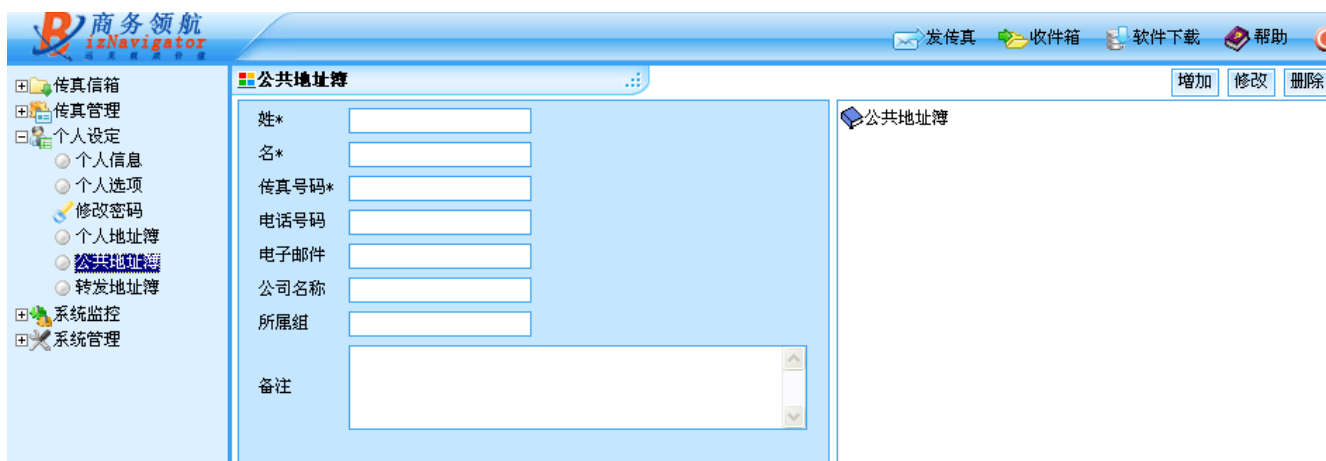 商务领航
izNavigator
发传真
收件箱
软件下载
帮助
传真信箱
传真管理
个人设定
个人信息
个人选项
修改密码
个人地址簿
公共地址簿
转发地址簿
系统监控
系统管理
公共地址簿
增加
修改
删除
姓*
名*
传真号码*
电话号码
电子邮件
公司名称
所属组
备注
公共地址簿